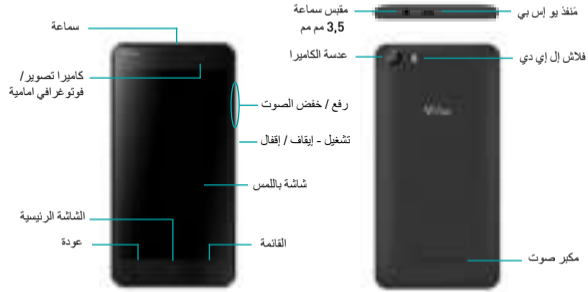 مقبس سماعة
3,5 مم مم
مَنفذ يو إس بي
سماعة
عدسة الكاميرا
فلاش إل إي دي
كاميرا تصوير/
فوتوغرافي امامية
رفع / خفض الصوت
تشغيل - إيقاف / إقفال
شاشة باللمس
الشاشة الرئيسية
عودة
القائمة
مكبر صوت